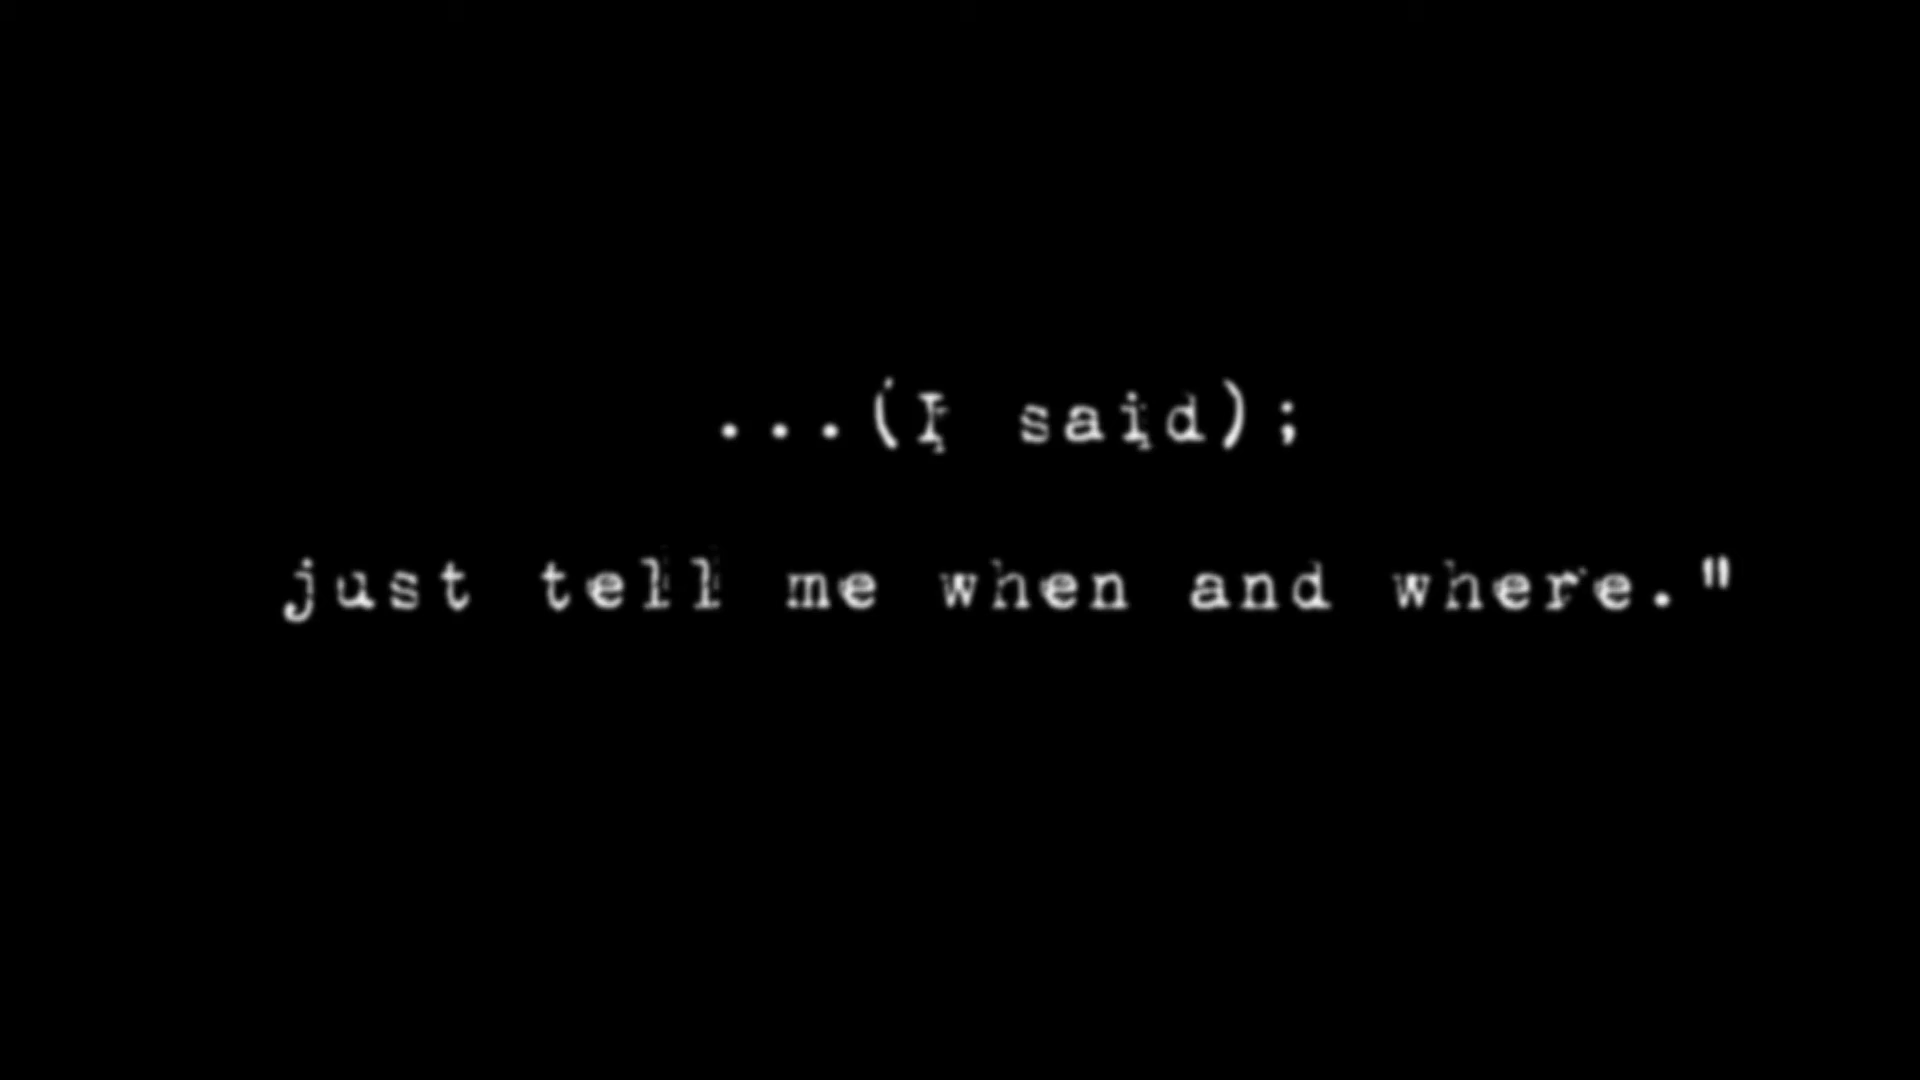 ...(I said);
just tell me when and where."